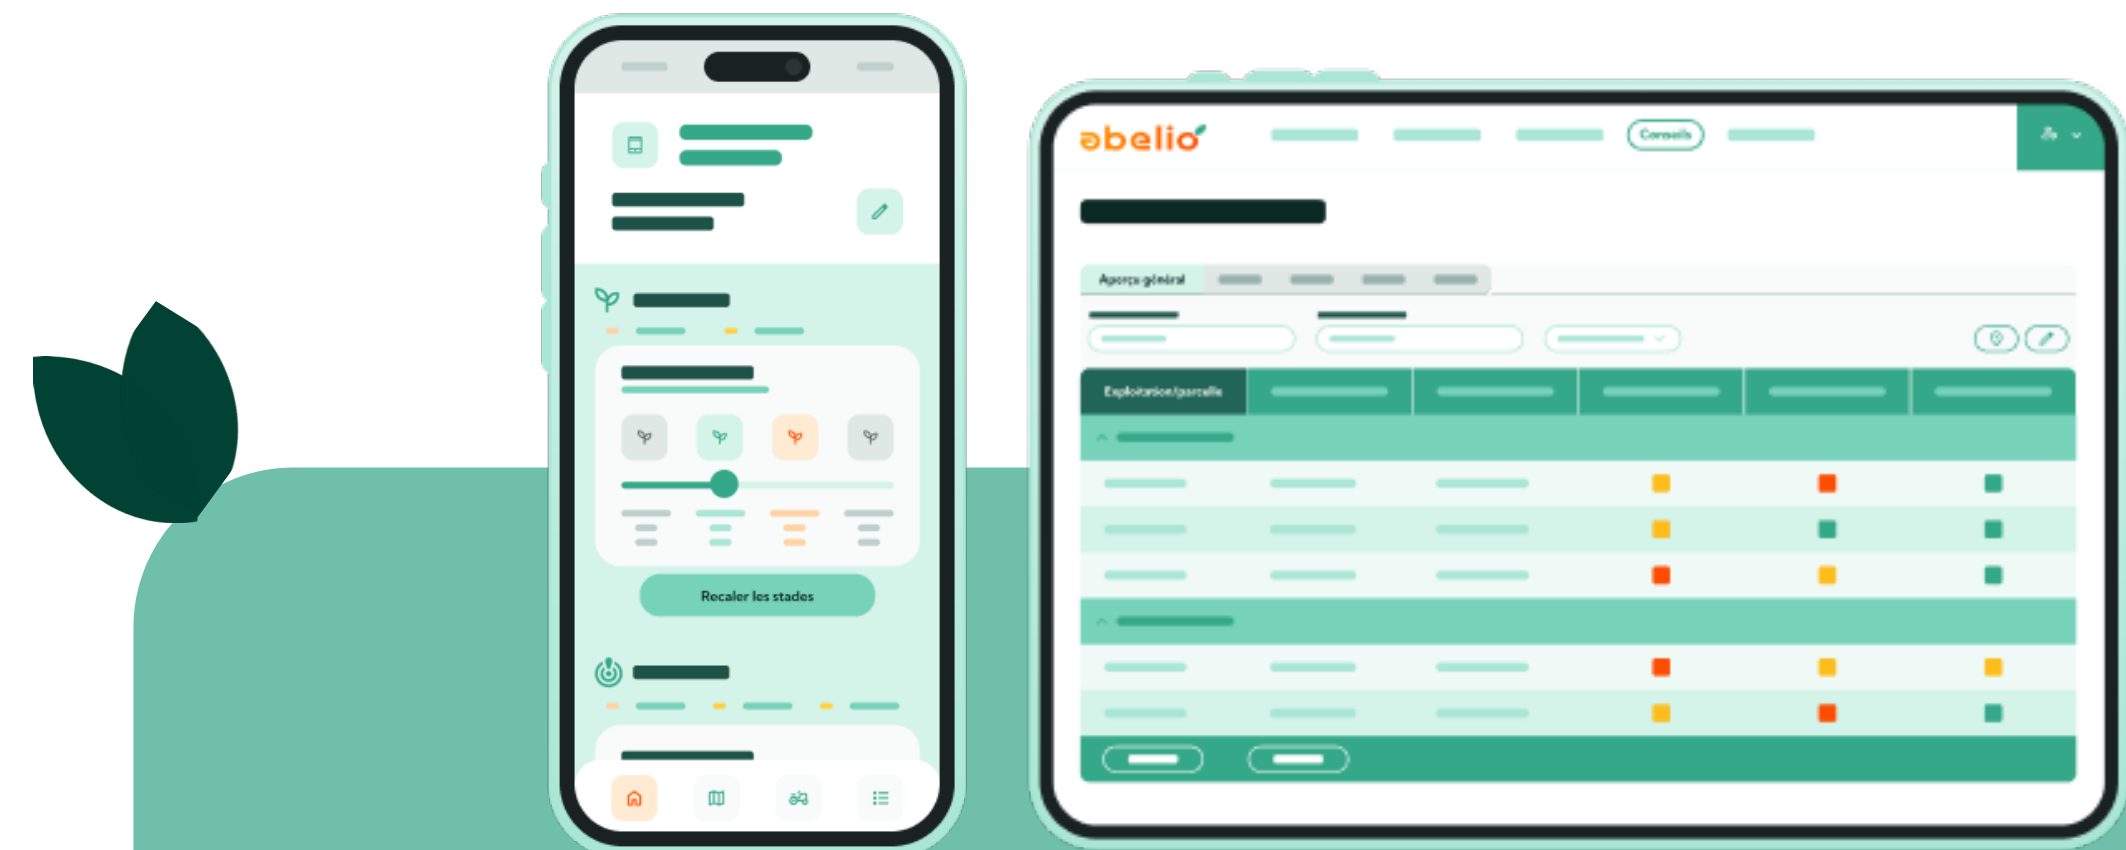 Recaler les stades
abelio
Conseils
Aperçu général
Exploitation/parcelle